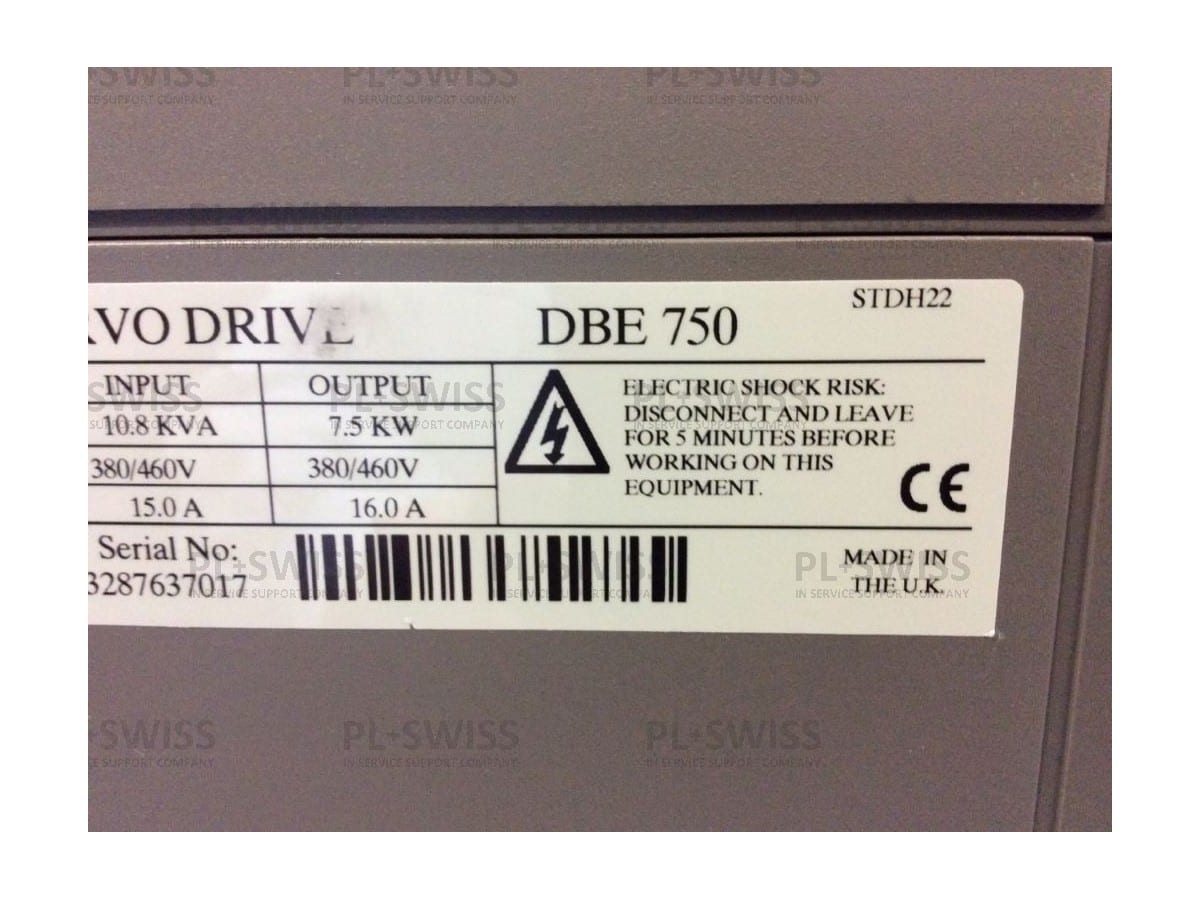 VO DRIVE DBE 750 STDH22
INPUT OUTPUT
10.8 KVA 7.5 KW
380/460V 380/460V
15.0 A 16.0 A
ELECTRIC SHOCK RISK:
DISCONNECT AND LEAVE
FOR 5 MINUTES BEFORE
WORKING ON THIS
EQUIPMENT.
CE
Serial No:
3287637017
MADE IN
THE U.K.
PL+SWISS
IN SERVICE SUPPORT COMPANY